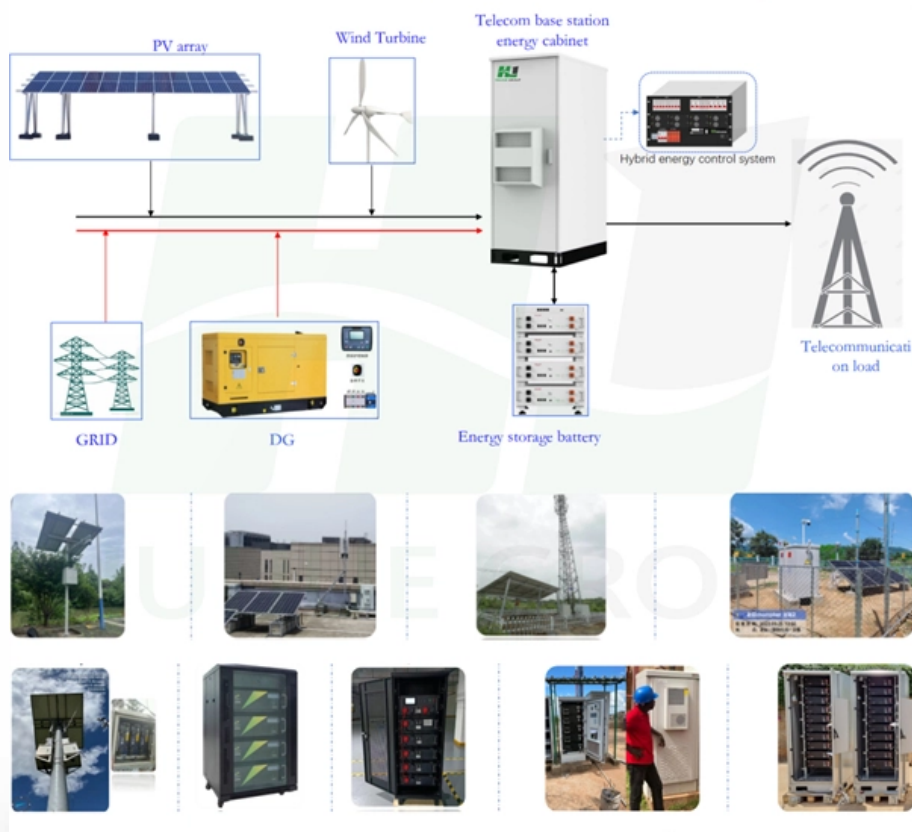 Telecom base station
energy cabinet
PV array
Wind Turbine
HJ
Hybrid energy control system
Telecommunicati
on load
GRID
DG
Energy storage battery